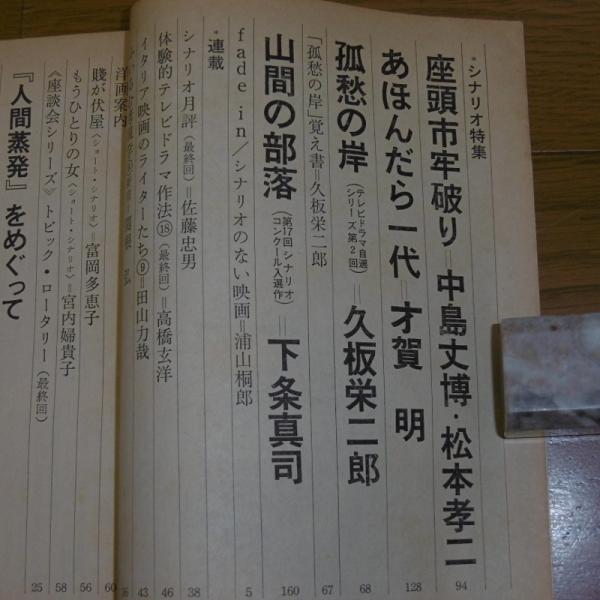 *シナリオ特集
座頭市牢破り=中島丈博・松本孝二 94
あほんだら一代=才賀 明 128
孤愁の岸(テレビドラマ自選シリーズ第2回)=久板栄二郎 68
「孤愁の岸」覚え書=久板栄二郎 67
山間の部落(第17回シナリオコンクール入選作)=下条真司 160
fade in/シナリオのない映画=浦山桐郎 5
*連載
シナリオ月評(最終回)=佐藤忠男 38
体験的テレビドラマ作法⑱(最終回)=高橋玄洋 46
イタリア映画のライターたち⑨=田山力哉 43
洋画案内 60
賤が伏屋(ショート・シナリオ)=富岡多恵子 56
もうひとりの女(ショート・シナリオ)=宮内婦貴子 58
《座談会シリーズ》トピック・ロータリー(最終回) 25
『人間蒸発』をめぐって